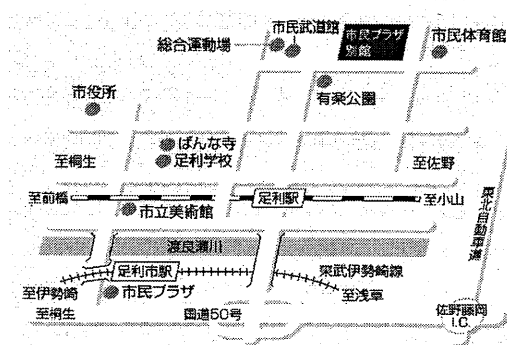 市民武道館
総合運動場
市民プラザ
別館
市民体育館
市役所
有楽公園
ばんな寺
足利学校
至桐生
至佐野
至前橋
足利駅
至小山
市立美術館
東北自動車道
渡良瀬川
足利市駅
東武伊勢崎線
至伊勢崎
市民プラザ
至浅草
至桐生
国道50号
佐野藤岡
I.C.